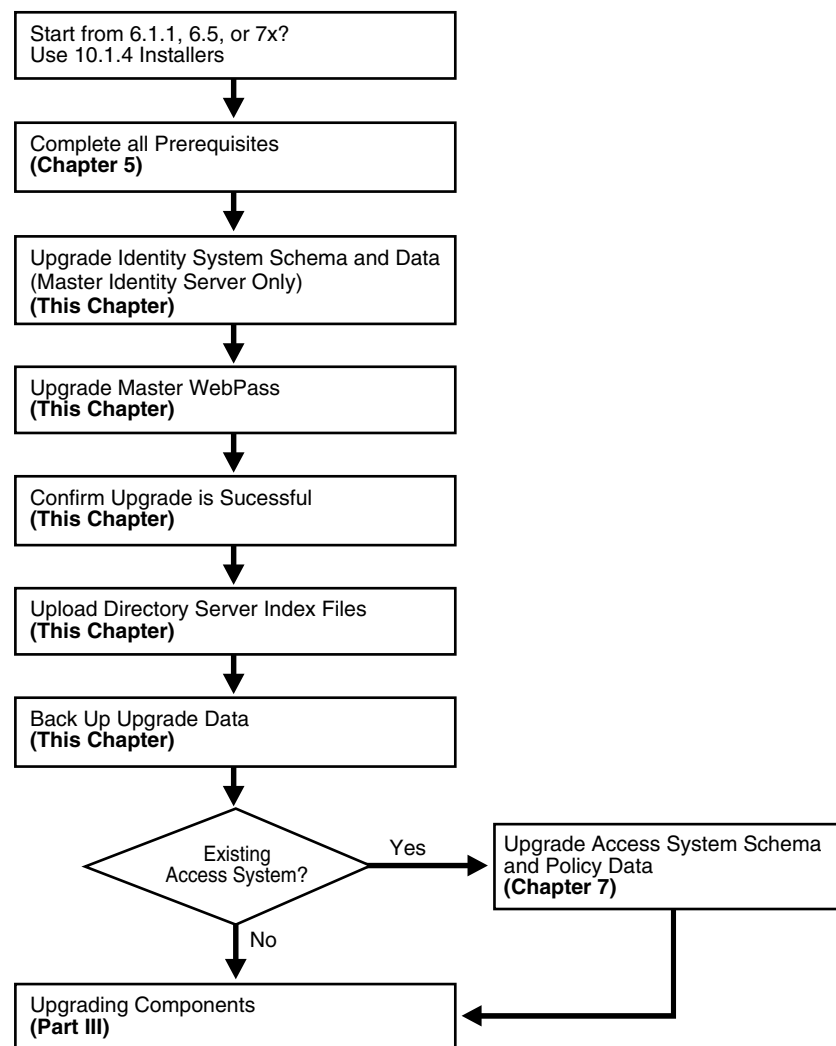 Start from 6.1.1, 6.5, or 7x?
Use 10.1.4 Installers
Complete all Prerequisites
(Chapter 5)
Upgrade Identity System Schema and Data
(Master Identity Server Only)
(This Chapter)
Upgrade Master WebPass
(This Chapter)
Confirm Upgrade is Sucessful
(This Chapter)
Upload Directory Server Index Files
(This Chapter)
Back Up Upgrade Data
(This Chapter)
Existing
Access System?
Yes
Upgrade Access System Schema
and Policy Data
(Chapter 7)
No
Upgrading Components
(Part III)